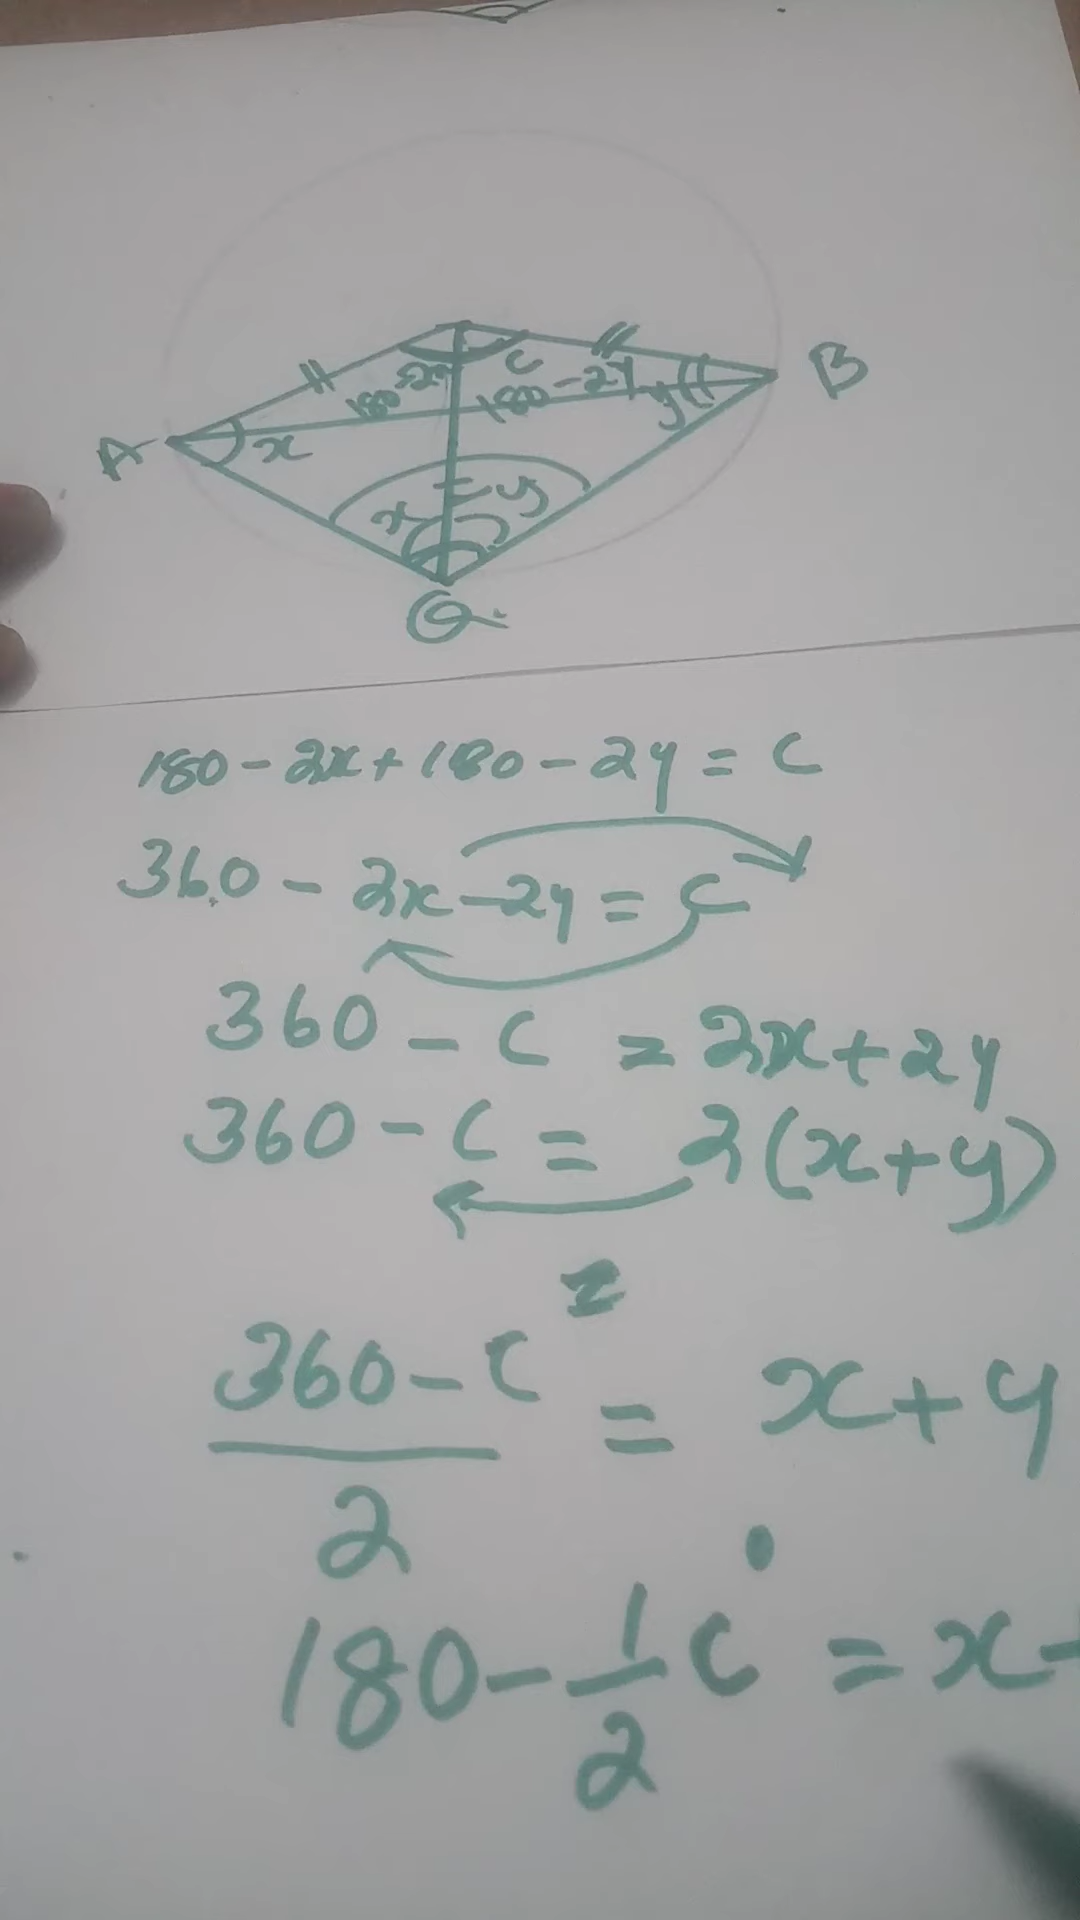 C
180-2x
180-2y
B
y
A
x
x
y
Q
180-2x+180-2y=C
360-2x-2y=C
360-C=2x+2y
360-C=2(x+y)
=
360-C
=x+y
2
180-1/2C=x-